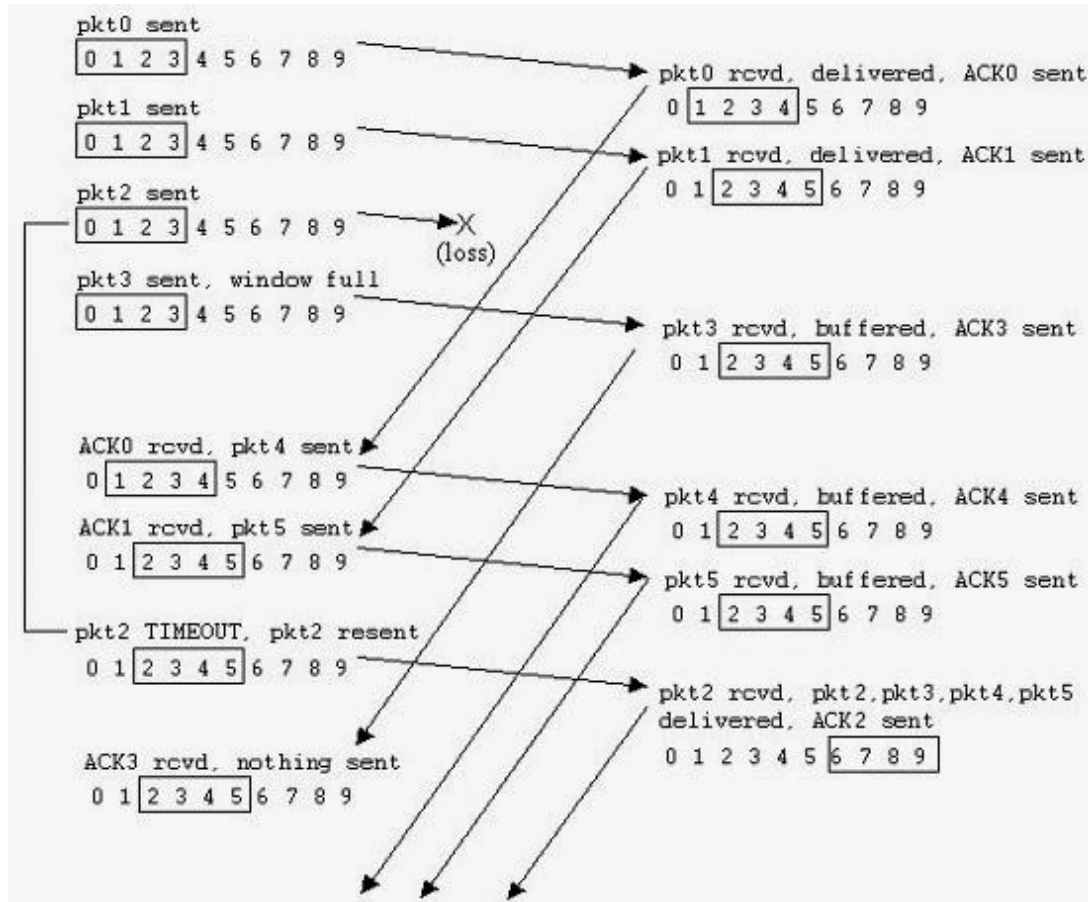 pkt0 sent
0 1 2 3 4 5 6 7 8 9
pkt0 rcvd, delivered, ACK0 sent
0 1 2 3 4 5 6 7 8 9
pkt1 sent
0 1 2 3 4 5 6 7 8 9
pkt1 rcvd, delivered, ACK1 sent
0 1 2 3 4 5 6 7 8 9
pkt2 sent
0 1 2 3 4 5 6 7 8 9
X
(loss)
pkt3 sent, window full
0 1 2 3 4 5 6 7 8 9
pkt3 rcvd, buffered, ACK3 sent
0 1 2 3 4 5 6 7 8 9
ACK0 rcvd, pkt4 sent
0 1 2 3 4 5 6 7 8 9
pkt4 rcvd, buffered, ACK4 sent
0 1 2 3 4 5 6 7 8 9
ACK1 rcvd, pkt5 sent
0 1 2 3 4 5 6 7 8 9
pkt5 rcvd, buffered, ACK5 sent
0 1 2 3 4 5 6 7 8 9
pkt2 TIMEOUT, pkt2 resent
0 1 2 3 4 5 6 7 8 9
pkt2 rcvd, pkt2,pkt3,pkt4,pkt5
delivered, ACK2 sent
0 1 2 3 4 5 6 7 8 9
ACK3 rcvd, nothing sent
0 1 2 3 4 5 6 7 8 9